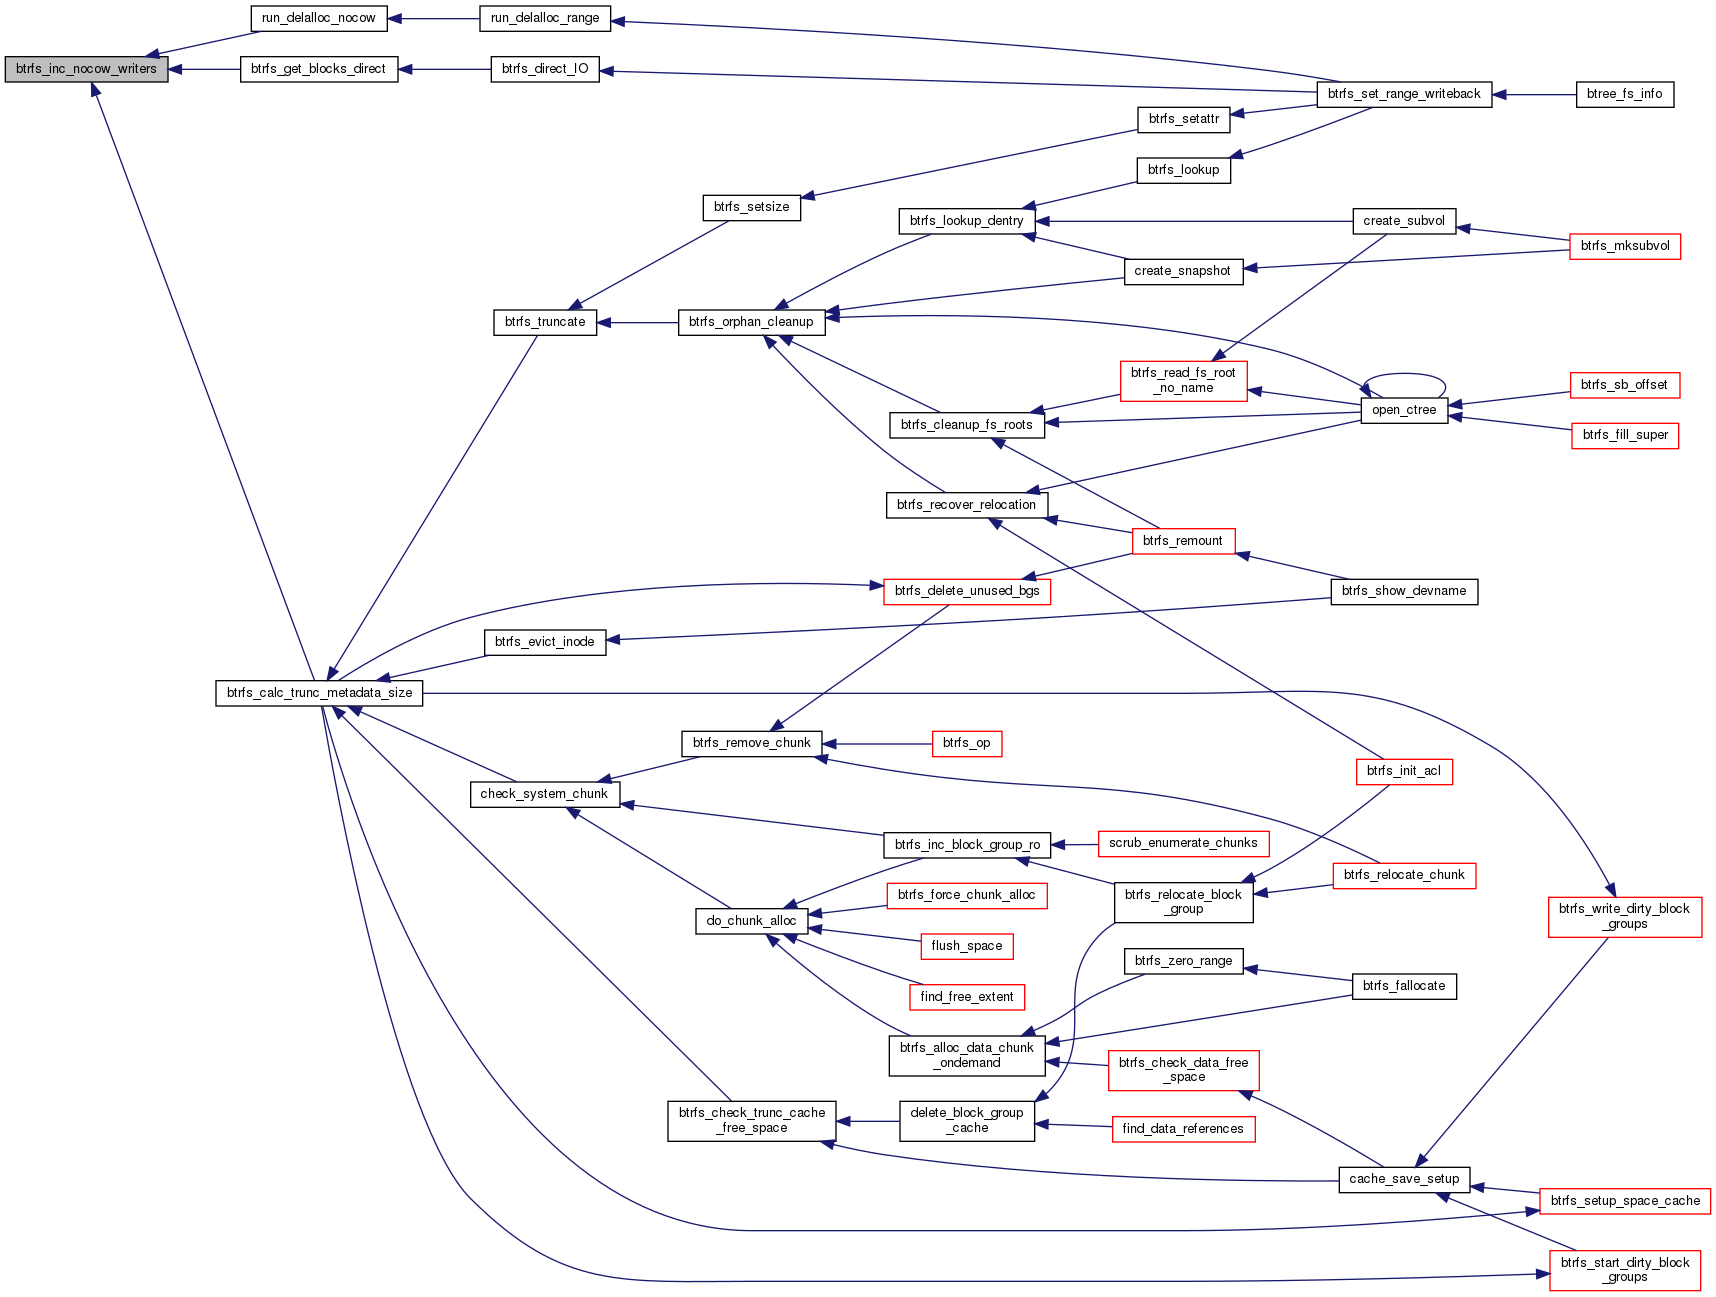 run_delalloc_nocow
run_delalloc_range
btrfs_inc_nocow_writers
btrfs_get_blocks_direct
btrfs_direct_IO
btrfs_set_range_writeback
btree_fs_info
btrfs_setattr
btrfs_lookup
btrfs_setsize
btrfs_lookup_dentry
create_subvol
btrfs_mksubvol
create_snapshot
btrfs_truncate
btrfs_orphan_cleanup
btrfs_read_fs_root
_no_name
btrfs_sb_offset
open_ctree
btrfs_cleanup_fs_roots
btrfs_fill_super
btrfs_recover_relocation
btrfs_remount
btrfs_delete_unused_bgs
btrfs_show_devname
btrfs_evict_inode
btrfs_calc_trunc_metadata_size
btrfs_remove_chunk
btrfs_op
btrfs_init_acl
check_system_chunk
btrfs_inc_block_group_ro
scrub_enumerate_chunks
btrfs_relocate_chunk
btrfs_force_chunk_alloc
btrfs_relocate_block
_group
do_chunk_alloc
btrfs_write_dirty_block
_groups
flush_space
btrfs_zero_range
find_free_extent
btrfs_fallocate
btrfs_alloc_data_chunk
_ondemand
btrfs_check_data_free
_space
btrfs_check_trunc_cache
_free_space
delete_block_group
_cache
find_data_references
cache_save_setup
btrfs_setup_space_cache
btrfs_start_dirty_block
_groups